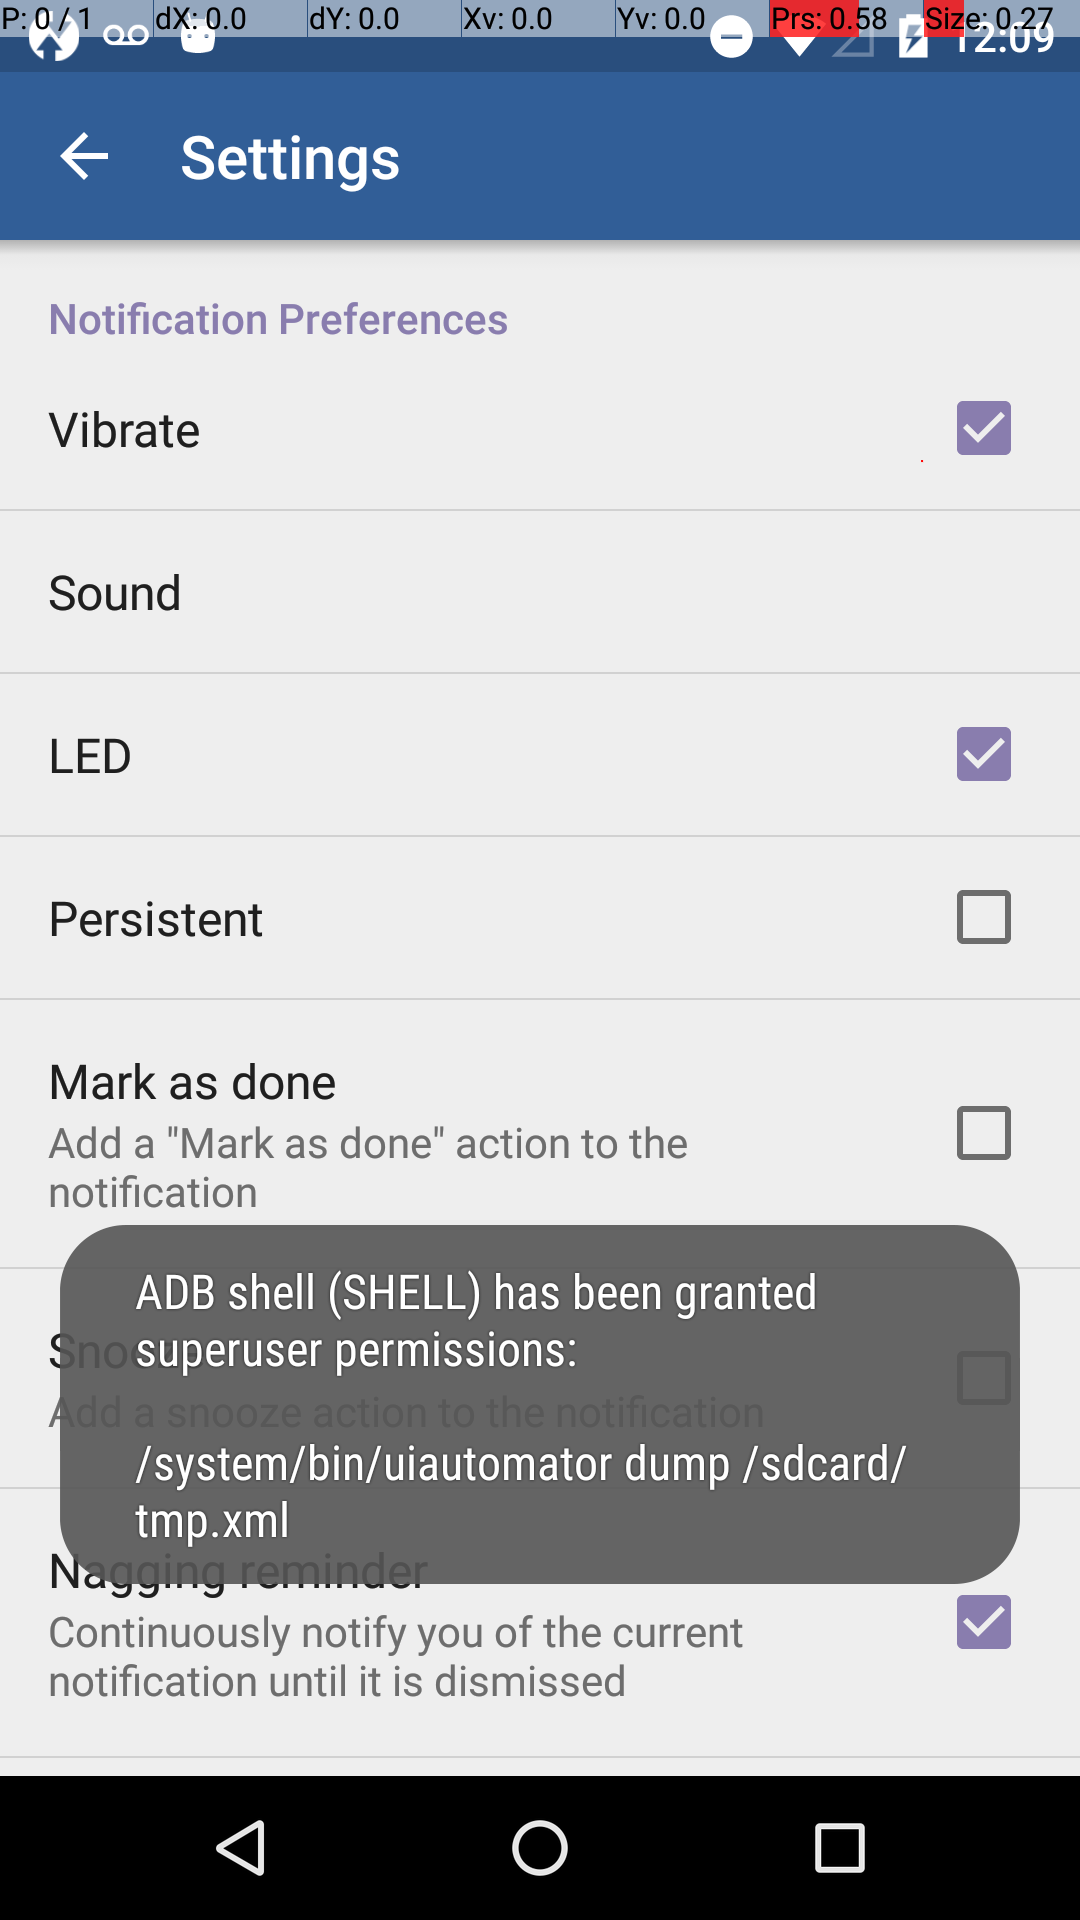 P: 0 / 1 dX: 0.0 dY: 0.0 Xv: 0.0 Yv: 0.0 Prs: 0.58 Size: 0.27
12:09
Settings
Notification Preferences
Vibrate
Sound
LED
Persistent
Mark as done
Add a "Mark as done" action to the
notification
ADB shell (SHELL) has been granted
superuser permissions:
/system/bin/uiautomator dump /sdcard/
tmp.xml
Snooze
Add a snooze action to the notification
Nagging reminder
Continuously notify you of the current
notification until it is dismissed